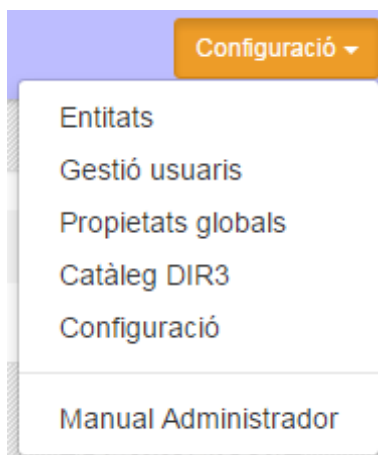 Configuració
Entitats
Gestió usuaris
Propietats globals
Catàleg DIR3
Configuració
Manual Administrador